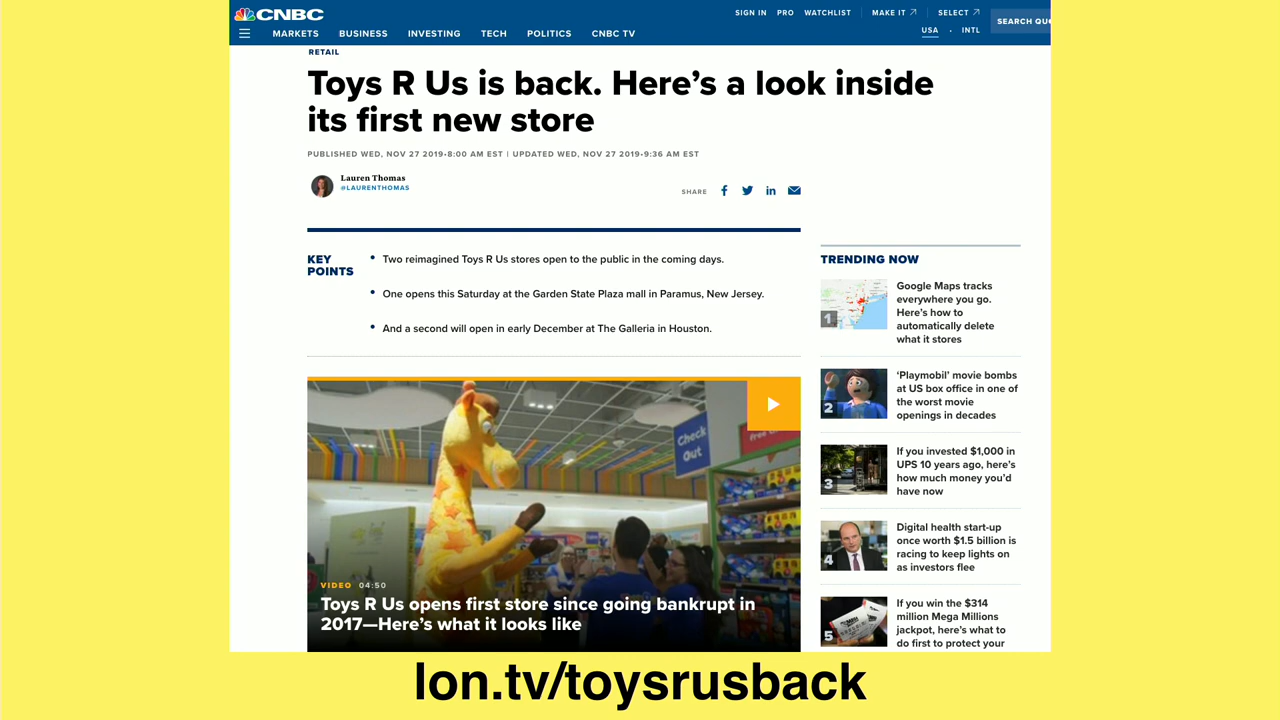 CNBC
SIGN IN PRO WATCHLIST MAKE IT SELECT
MARKETS BUSINESS INVESTING TECH POLITICS CNBC TV
USA · INTL
RETAIL
Toys R Us is back. Here’s a look inside
its first new store
PUBLISHED WED, NOV 27 2019•8:00 AM EST | UPDATED WED, NOV 27 2019•9:36 AM EST
Lauren Thomas
@LAURENTHOMAS
SHARE
KEY
POINTS
• Two reimagined Toys R Us stores open to the public in the coming days.
• One opens this Saturday at the Garden State Plaza mall in Paramus, New Jersey.
• And a second will open in early December at The Galleria in Houston.
Check
Out
VIDEO 04:50
Toys R Us opens first store since going bankrupt in
2017—Here’s what it looks like
TRENDING NOW
1
Google Maps tracks
everywhere you go.
Here’s how to
automatically delete
what it stores
2
‘Playmobil’ movie bombs
at US box office in one of
the worst movie
openings in decades
3
If you invested $1,000 in
UPS 10 years ago, here’s
how much money you’d
have now
4
Digital health start-up
once worth $1.5 billion is
racing to keep lights on
as investors flee
5
If you win the $314
million Mega Millions
jackpot, here’s what to
do first to protect your
SEARCH
lon.tv/toysrusback